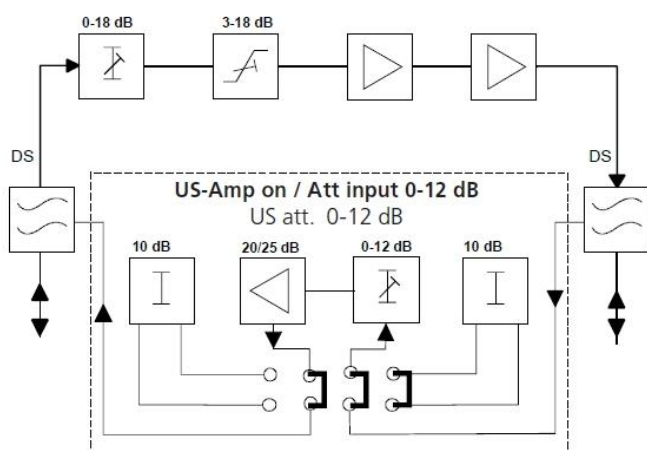 0-18 dB
3-18 dB
DS
DS
US-Amp on / Att input 0-12 dB
US att. 0-12 dB
10 dB
20/25 dB
0-12 dB
10 dB